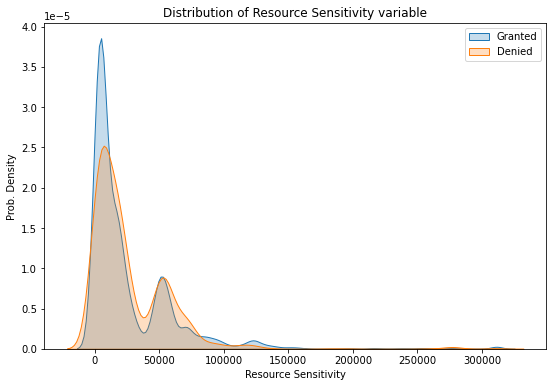 Distribution of Resource Sensitivity variable
1e−5
4.0
3.5
3.0
2.5
2.0
1.5
1.0
0.5
0.0
Prob. Density
Granted
Denied
0 50000 100000 150000 200000 250000 300000
Resource Sensitivity